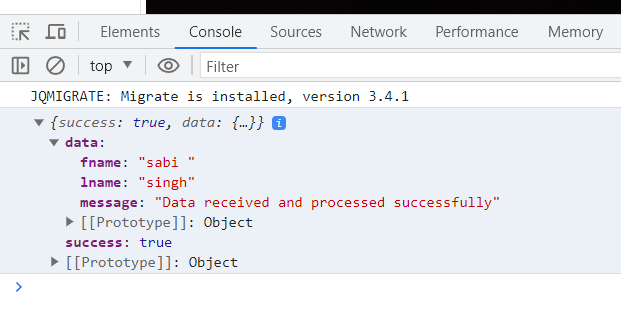 Elements Console Sources Network Performance Memory
top ▼ Filter
JQMIGRATE: Migrate is installed, version 3.4.1
▼ {success: true, data: {…}} i
▼ data:
fname: "sabi "
lname: "singh"
message: "Data received and processed successfully"
▶ [[Prototype]]: Object
success: true
▶ [[Prototype]]: Object
>